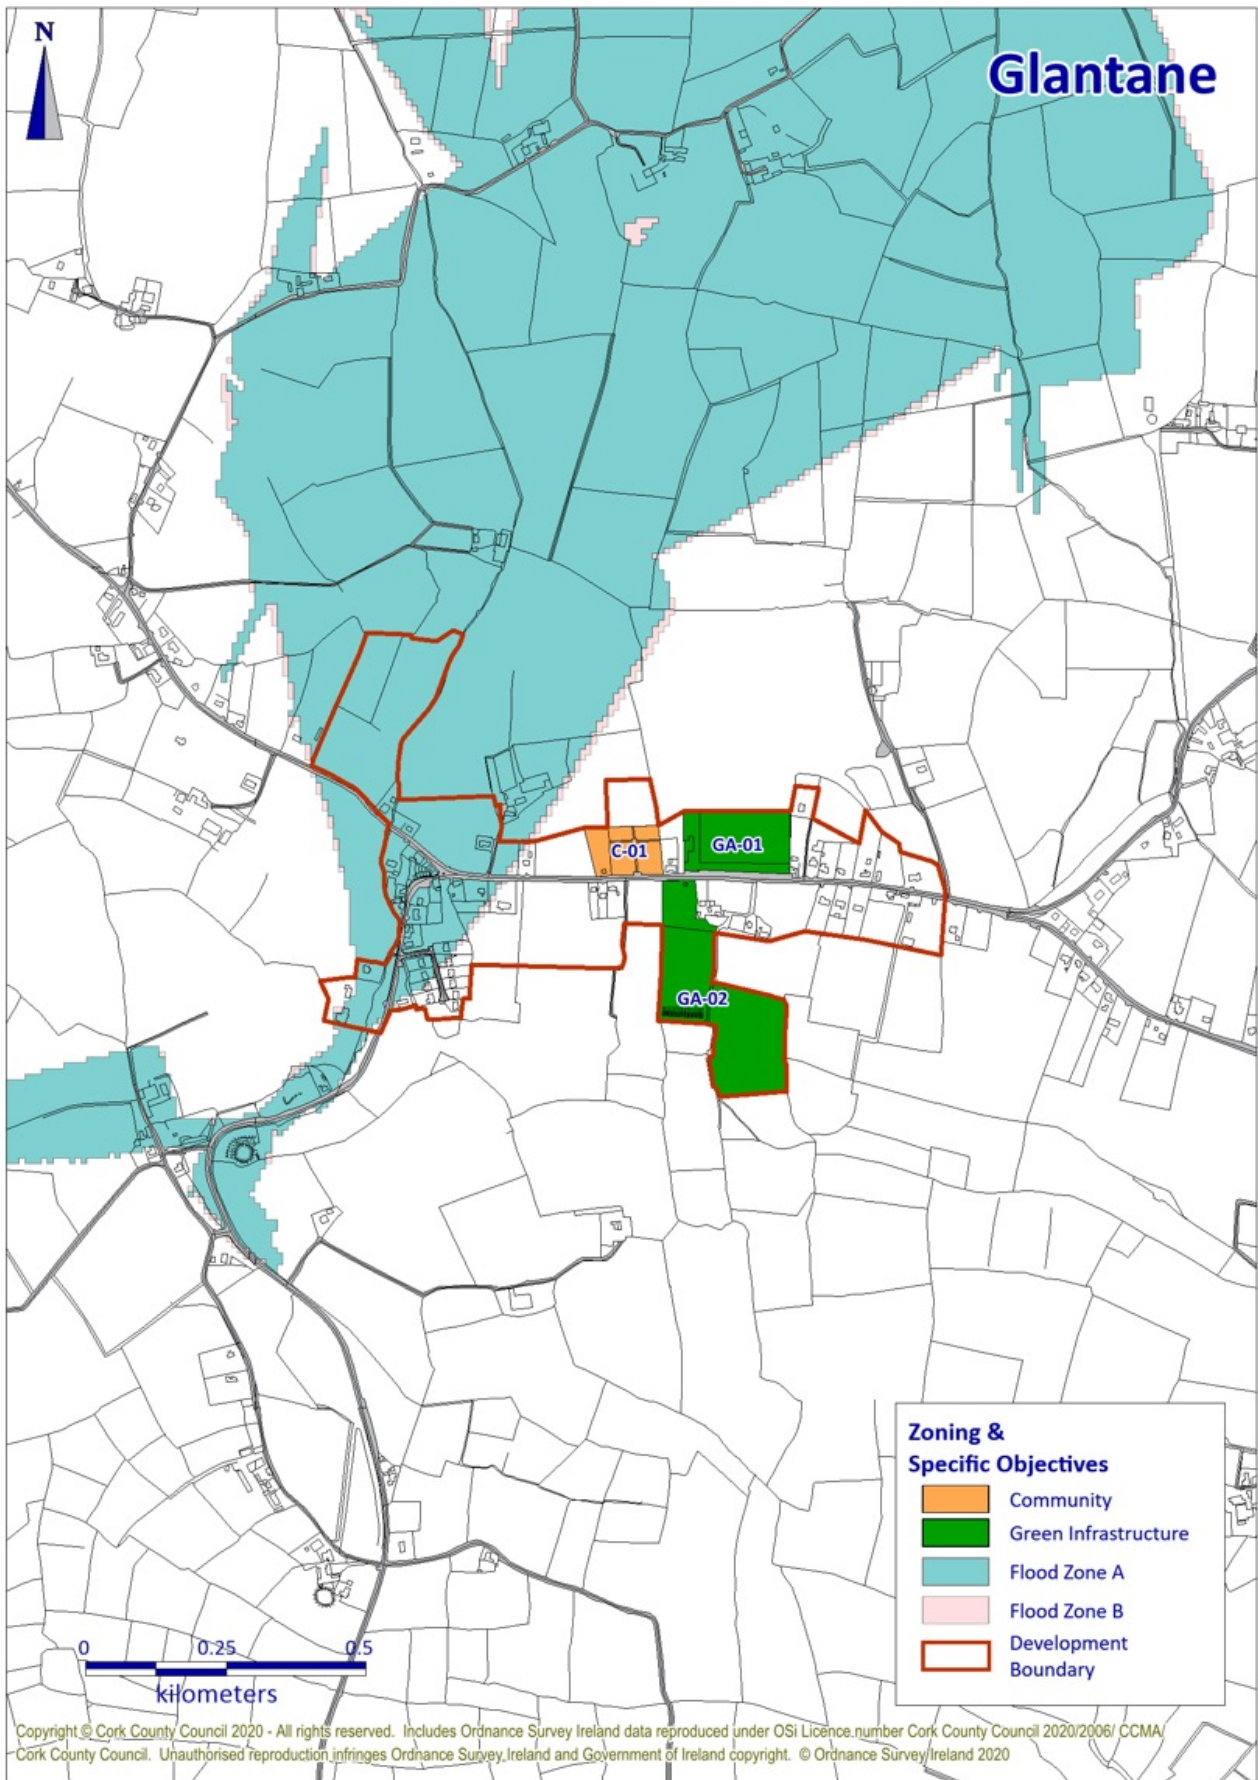 N
Glantane
C-01
GA-01
GA-02
Zoning &
Specific Objectives
Community
Green Infrastructure
Flood Zone A
Flood Zone B
Development
Boundary
0 0.25 0.5
kilometers
Copyright © Cork County Council 2020 - All rights reserved. Includes Ordnance Survey Ireland data reproduced under OSi Licence number Cork County Council 2020/2006/ CCMA/
Cork County Council. Unauthorised reproduction infringes Ordnance Survey Ireland and Government of Ireland copyright. © Ordnance Survey Ireland 2020